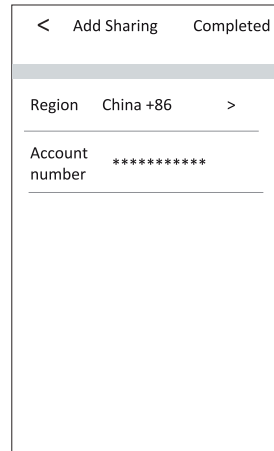 < Add Sharing Completed
Region China +86 >
Account
number ***********